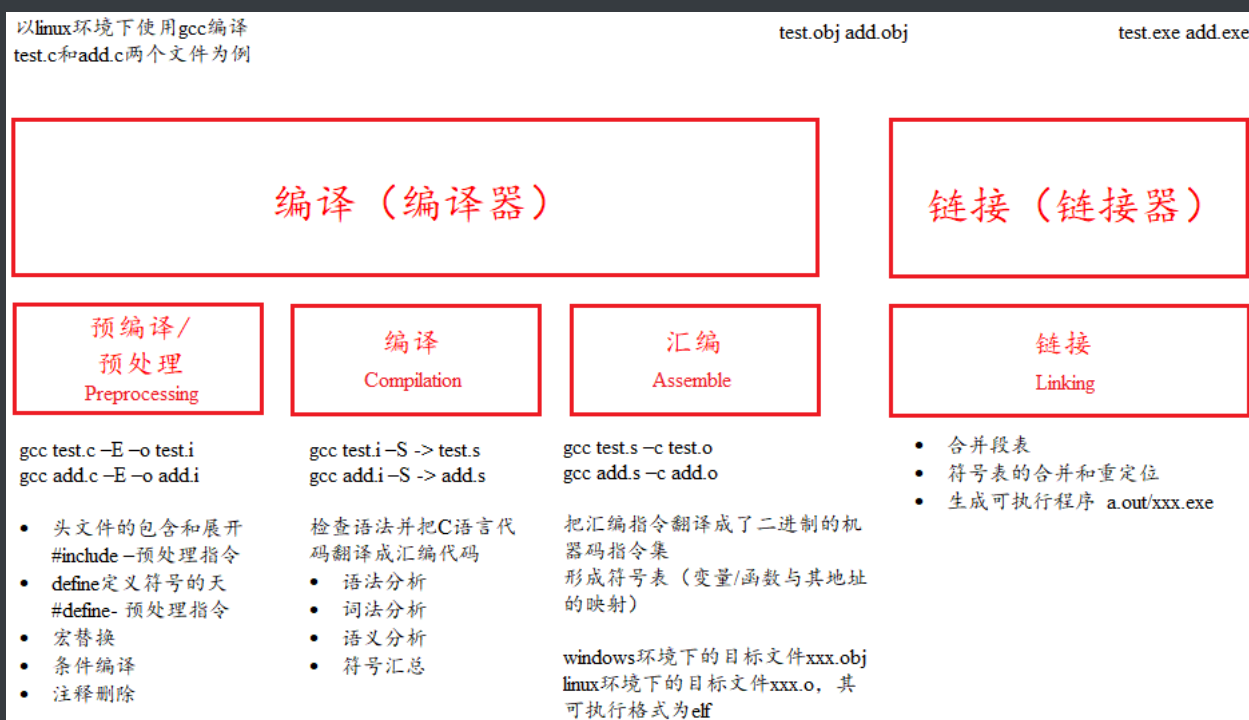 以linux环境下使用gcc编译
test.c和add.c两个文件为例
test.obj add.obj
test.exe add.exe
编译（编译器）
链接（链接器）
预编译/
预处理
Preprocessing
编译
Compilation
汇编
Assemble
链接
Linking
gcc test.c –E –o test.i
gcc add.c –E –o add.i
• 头文件的包含和展开
#include –预处理指令
• define定义符号的天
#define- 预处理指令
• 宏替换
• 条件编译
• 注释删除
gcc test.i –S -> test.s
gcc add.i –S -> add.s
检查语法并把C语言代
码翻译成汇编代码
• 语法分析
• 词法分析
• 语义分析
• 符号汇总
gcc test.s –c test.o
gcc add.s –c add.o
把汇编指令翻译成了二进制的机
器码指令集
形成符号表（变量/函数与其地址
的映射）
windows环境下的目标文件xxx.obj
linux环境下的目标文件xxx.o，其
可执行格式为elf
• 合并段表
• 符号表的合并和重定位
• 生成可执行程序 a.out/xxx.exe